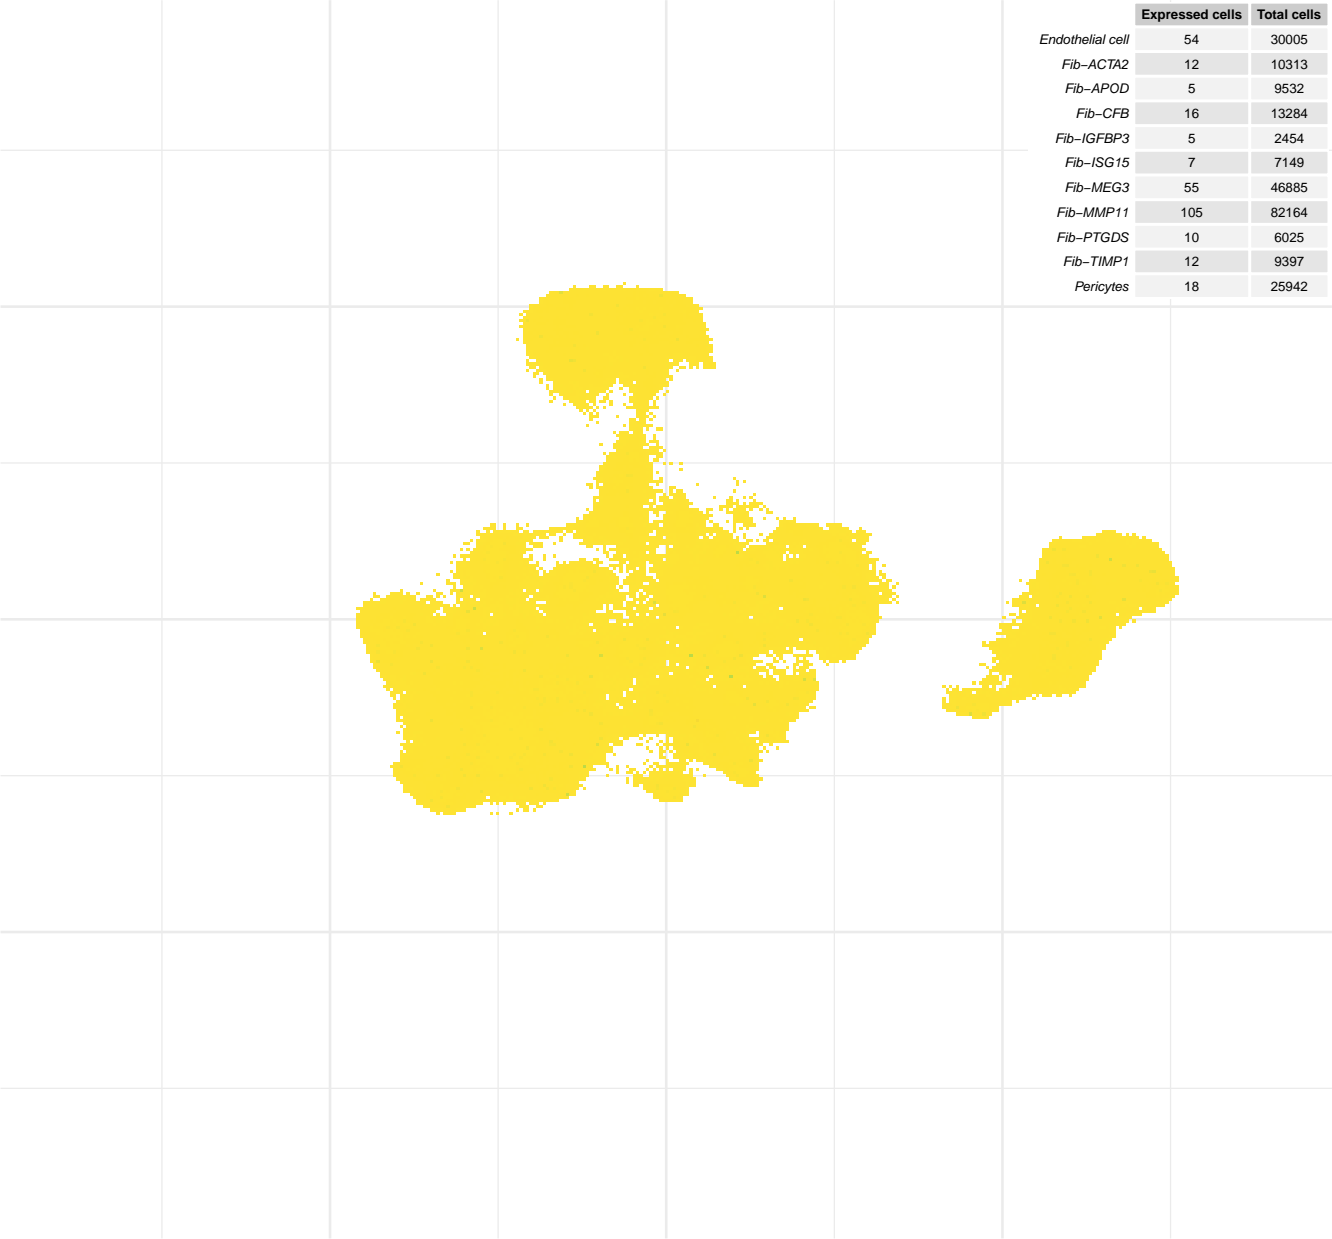 Expressed cells Total cells
Endothelial cell 54 30005
Fib−ACTA2 12 10313
Fib−APOD 5 9532
Fib−CFB 16 13284
Fib−IGFBP3 5 2454
Fib−ISG15 7 7149
Fib−MEG3 55 46885
Fib−MMP11 105 82164
Fib−PTGDS 10 6025
Fib−TIMP1 12 9397
Pericytes 18 25942